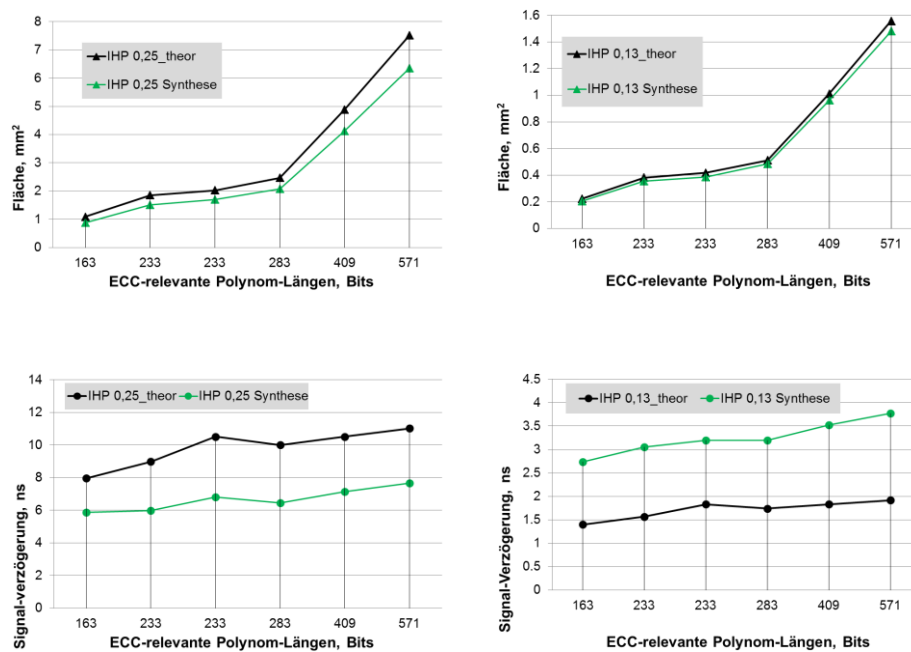 8
7
6
5
4
3
2
1
0
Fläche, mm²
IHP 0,25_theor
IHP 0,25 Synthese
163 233 233 283 409 571
ECC-relevante Polynom-Längen, Bits
1.6
1.4
1.2
1
0.8
0.6
0.4
0.2
0
Fläche, mm²
IHP 0,13_theor
IHP 0,13 Synthese
163 233 233 283 409 571
ECC-relevante Polynom-Längen, Bits
14
12
10
8
6
4
2
0
Signal-verzögerung, ns
IHP 0,25_theor IHP 0,25 Synthese
163 233 233 283 409 571
ECC-relevante Polynom-Längen, Bits
4.5
4
3.5
3
2.5
2
1.5
1
0.5
0
Signal-Verzögerung, ns
IHP 0,13_theor IHP 0,13 Synthese
163 233 233 283 409 571
ECC-relevante Polynom-Längen, Bits